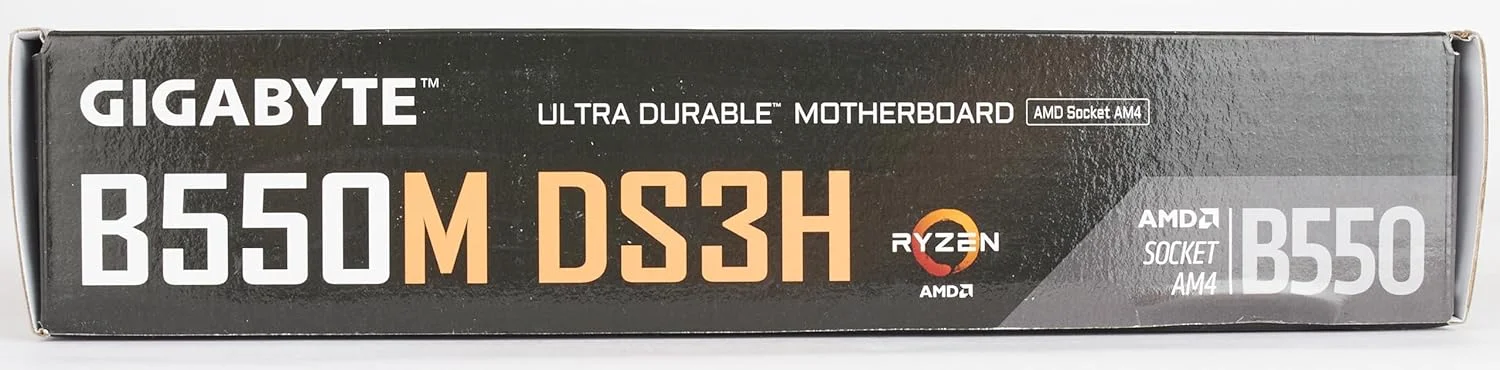 GIGABYTE™
ULTRA DURABLE™ MOTHERBOARD AMD Socket AM4
B550M DS3H
RYZEN
AMD
AMD
SOCKET
AM4
B550